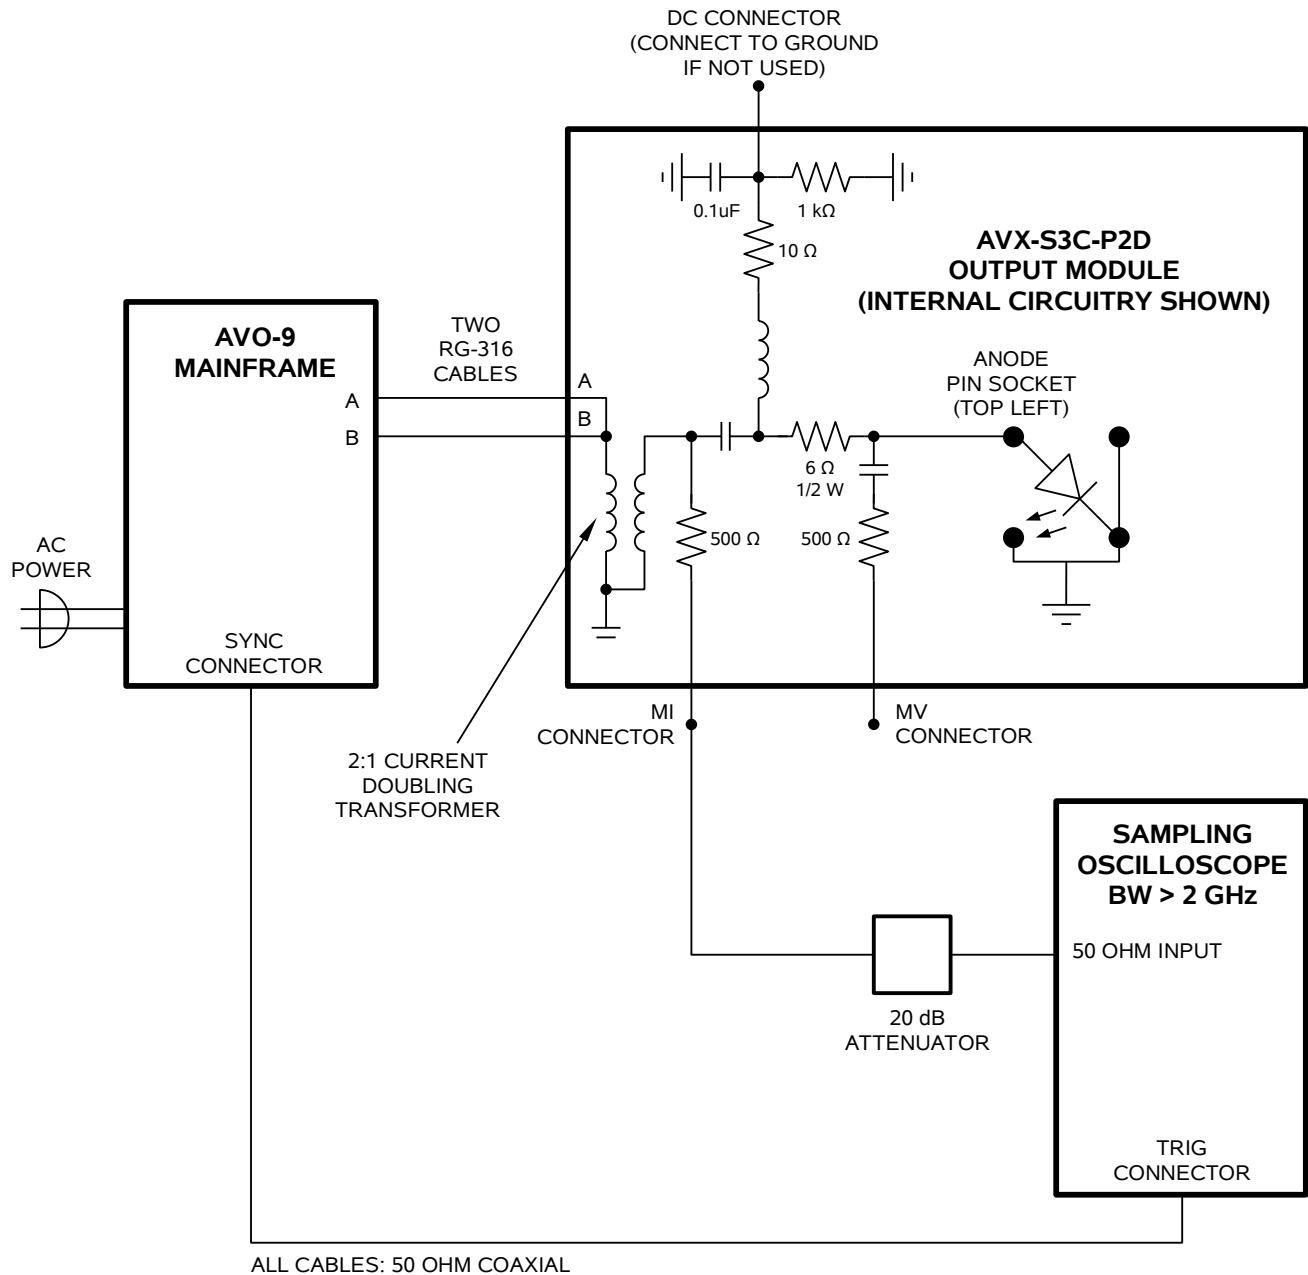 DC CONNECTOR
(CONNECT TO GROUND
IF NOT USED)
0.1uF
1 kΩ
10 Ω
AVX-S3C-P2D
OUTPUT MODULE
(INTERNAL CIRCUITRY SHOWN)
AVO-9
MAINFRAME
A
B
TWO
RG-316
CABLES
A
B
ANODE
PIN SOCKET
(TOP LEFT)
6 Ω
1/2 W
500 Ω
500 Ω
AC
POWER
SYNC
CONNECTOR
MI
CONNECTOR
MV
CONNECTOR
2:1 CURRENT
DOUBLING
TRANSFORMER
SAMPLING
OSCILLOSCOPE
BW > 2 GHz
50 OHM INPUT
20 dB
ATTENUATOR
TRIG
CONNECTOR
ALL CABLES: 50 OHM COAXIAL